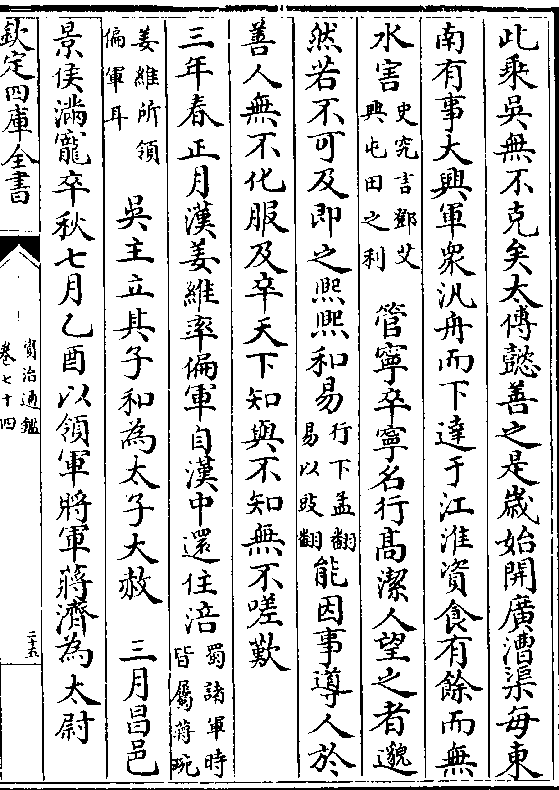 此乘吳無不克矣太傅懿善之是歲始開廣漕渠每東
南有事大興軍衆汎舟而下達于江淮資食有餘而無
水害史究言鄧艾興屯田之利 管寧卒寧名行高潔人望之者邈
然若不可及即之熙熙和易行下孟翻易以豉翻能因事導人於
善人無不化服及卒天下知與不知無不嗟歎
三年春正月漢姜維率偏軍自漢中還住涪蜀諸軍時皆屬蔣琬
姜維所領偏軍耳 吳主立其子和為太子大赦 三月昌邑
景侯滿寵卒秋七月乙酉以領軍將軍蔣濟為太尉
欽定四庫全書
資治通鑑
卷七十四
二十五